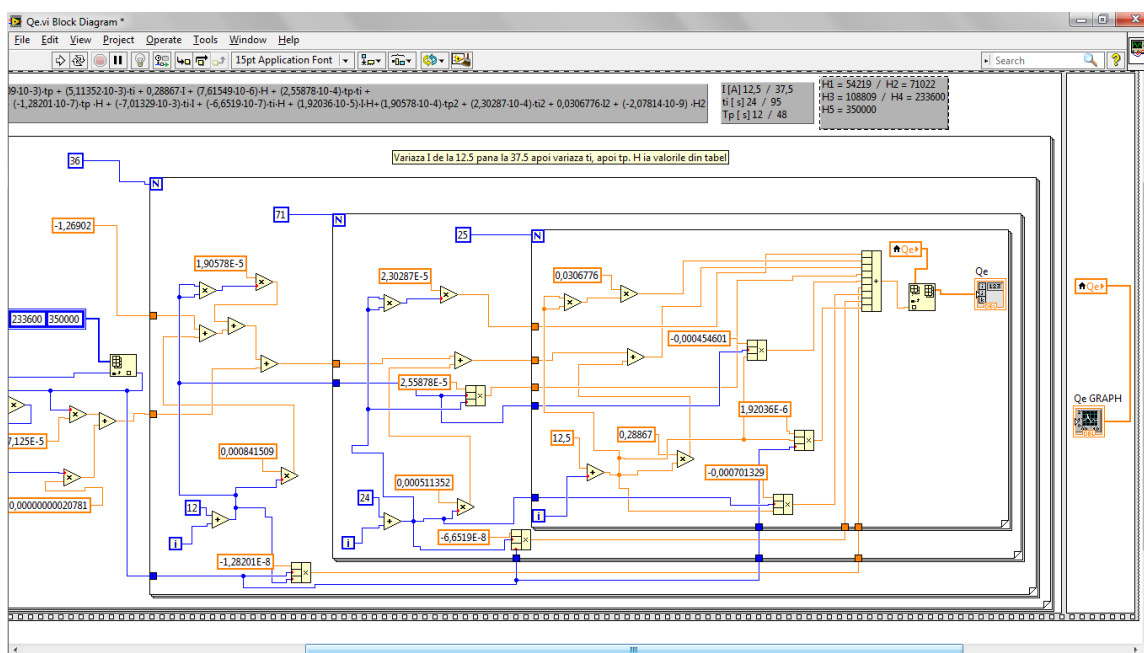 Qe.vi Block Diagram *
File Edit View Project Operate Tools Window Help
15pt Application Font
Search
?
)9·10-3)·tp + (5,11352·10-3)·ti + 0,28867·I + (7,61549·10-6)·H + (2,55878·10-4)·tp·ti +
(-1,28201·10-7)·tp ·H + (-7,01329·10-3)·ti·I + (-6,6519·10-7)·ti·H + (1,92036·10-5)·I·H+(1,90578·10-4)·tp2 + (2,30287·10-4)·ti2 + 0,0306776·I2 + (-2,07814·10-9) ·H2
I [A] 12,5 / 37,5
ti [ s] 24 / 95
Tp [ s] 12 / 48
H1 = 54219 / H2 = 71022
H3 = 108809 / H4 = 233600
H5 = 350000
Variaza I de la 12.5 pana la 37.5 apoi variaza ti, apoi tp. H ia valorile din tabel
36
N
71
N
25
N
-1,26902
1,90578E-5
2,30287E-5
0,0306776
Qe
Qe
123
DBL
Qe
233600 350000
-0,000454601
2,55878E-5
1,92036E-6
Qe GRAPH
DBL
7,125E-5
12,5
0,28867
0,000841509
-0,000701329
0,00000000020781
0,000511352
12
24
i
i
i
-6,6519E-8
-1,28201E-8